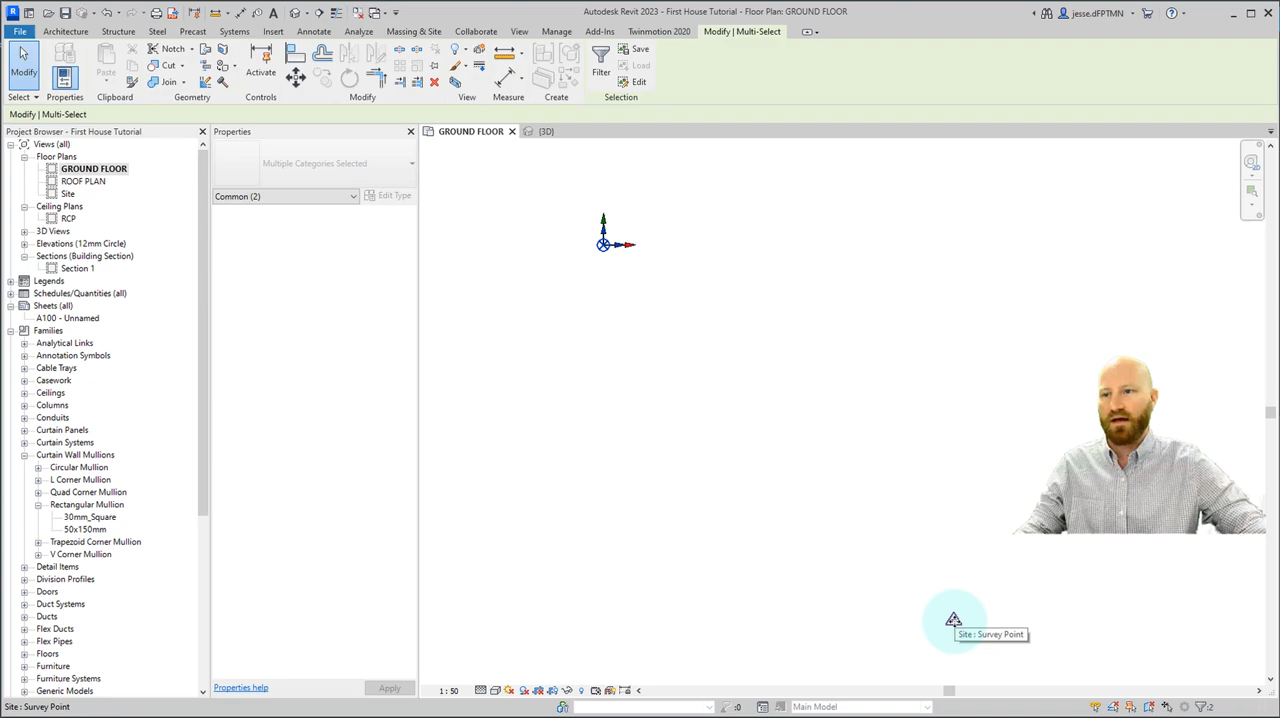 Autodesk Revit 2023 - First House Tutorial - Floor Plan: GROUND FLOOR
jesse.dFPTMN
File Architecture Structure Steel Precast Systems Insert Annotate Analyze Massing & Site Collaborate View Manage Add-Ins Twinmotion 2020 Modify | Multi-Select
Modify
Paste
Notch
Cut
Join
Activate
Filter
Save
Load
Edit
Select Properties Clipboard Geometry Controls Modify View Measure Create Selection
Modify | Multi-Select
Project Browser - First House Tutorial
Properties
GROUND FLOOR
{3D}
Multiple Categories Selected
Common (2)
Edit Type
Views (all)
Floor Plans
GROUND FLOOR
ROOF PLAN
Site
Ceiling Plans
RCP
3D Views
Elevations (12mm Circle)
Sections (Building Section)
Section 1
Legends
Schedules/Quantities (all)
Sheets (all)
A100 - Unnamed
Families
Analytical Links
Annotation Symbols
Cable Trays
Casework
Ceilings
Columns
Conduits
Curtain Panels
Curtain Systems
Curtain Wall Mullions
Circular Mullion
L Corner Mullion
Quad Corner Mullion
Rectangular Mullion
30mm_Square
50x150mm
Trapezoid Corner Mullion
V Corner Mullion
Detail Items
Division Profiles
Doors
Duct Systems
Ducts
Flex Ducts
Flex Pipes
Floors
Furniture
Furniture Systems
Generic Models
Site : Survey Point
Properties help
Apply
1 : 50
Site : Survey Point
:0
Main Model
:2